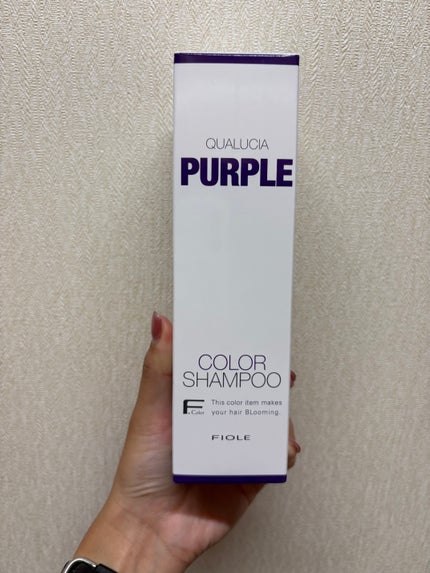 QUALUCIA
PURPLE
COLOR
SHAMPOO
F
This color item makes
your hair BLooming.
FIOLE